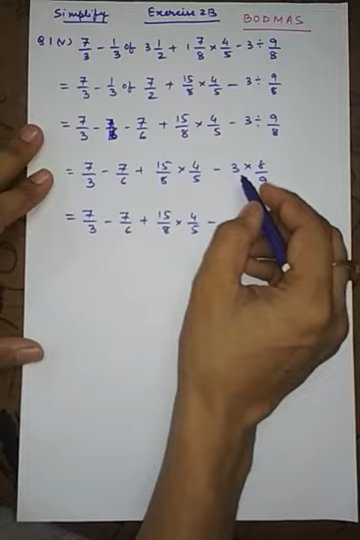 Simplify Exercise 2B BODMAS
Q1(v) 7/3 - 1/3 of 3 1/2 + 1 7/8 × 4/5 - 3 ÷ 9/8
= 7/3 - 1/3 of 7/2 + 15/8 × 4/5 - 3 ÷ 9/8
= 7/3 - 7/6 + 15/8 × 4/5 - 3 ÷ 9/8
= 7/3 - 7/6 + 15/8 × 4/5 - 3 × 8/9
= 7/3 - 7/6 + 15/8 × 4/5 -